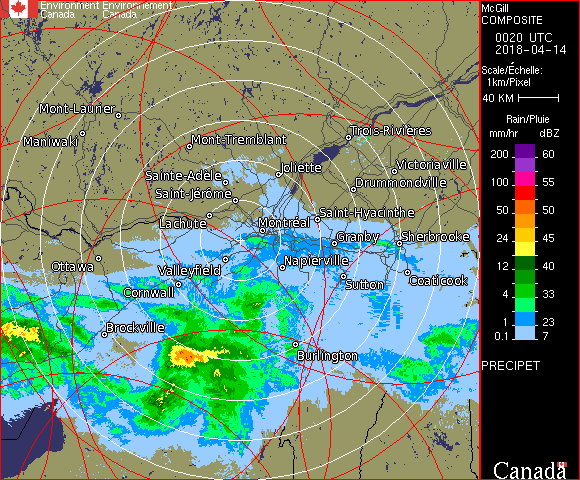 Environment Environnement
Canada Canada
McGill
COMPOSITE
0020 UTC
2018-04-14
Scale/Échelle:
1km/Pixel
40 KM
Rain/Pluie
mm/hr dBZ
200 60
100 55
50 50
24 45
12 40
4 33
1 23
0.1 7
PRECIPET
Canada
Mont-Laurier
Maniwaki
Mont-Tremblant
Trois-Rivières
Sainte-Adèle
Joliette
Victoriaville
Saint-Jérôme
Drummondville
Lachute
Saint-Hyacinthe
Montréal
Granby
Sherbrooke
Ottawa
Valleyfield
Napierville
Cornwall
Sutton
Coaticook
Brockville
Burlington